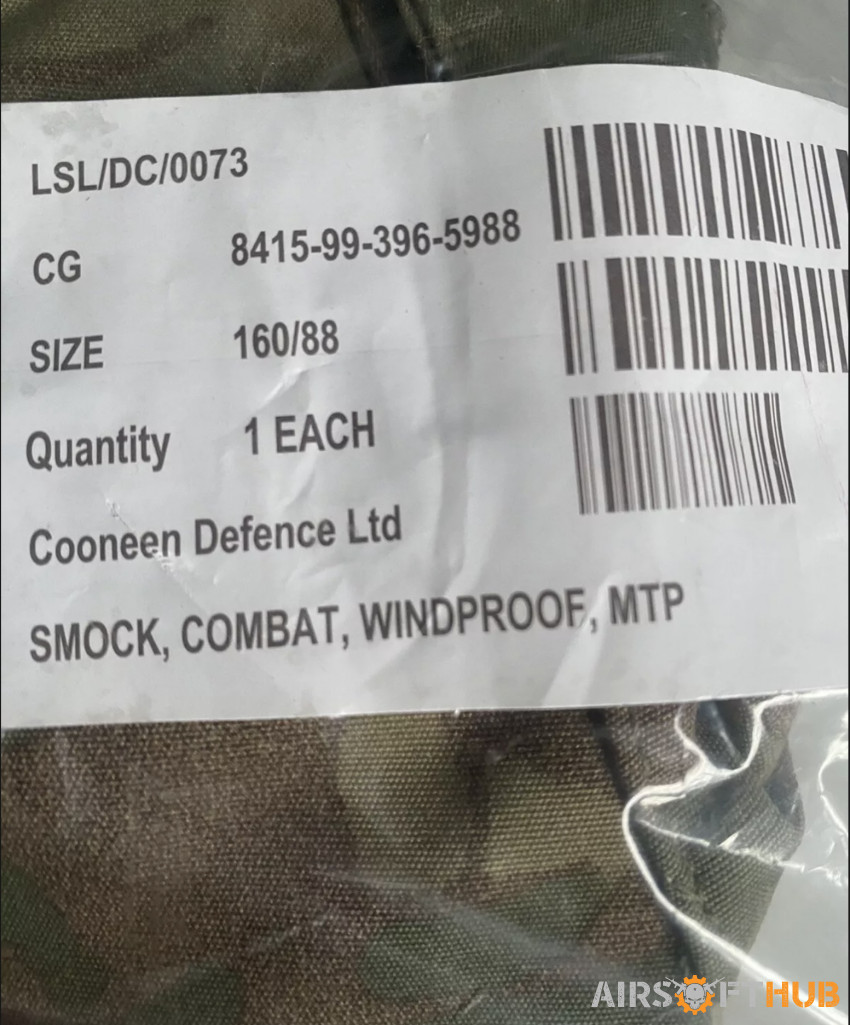 LSL/DC/0073
CG 8415-99-396-5988
SIZE 160/88
Quantity 1 EACH
Cooneen Defence Ltd
SMOCK, COMBAT, WINDPROOF, MTP
AIRSOFTHUB